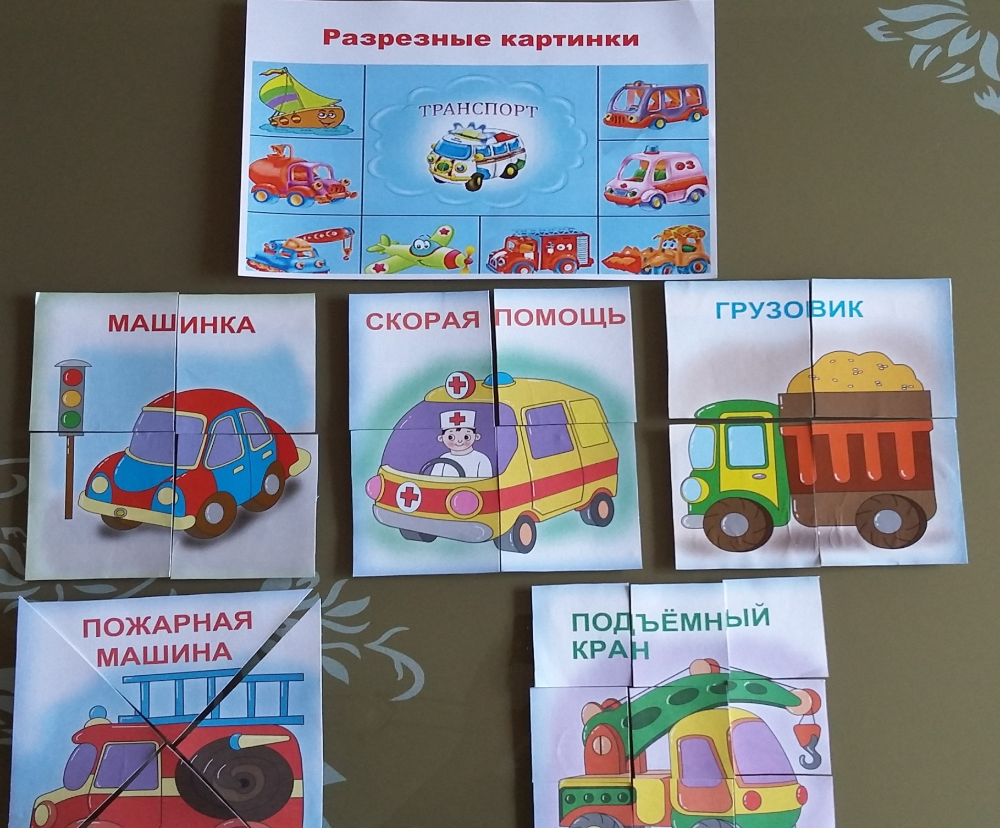 Разрезные картинки
ТРАНСПОРТ
03
01
МАШИНКА
СКОРАЯ ПОМОЩЬ
ГРУЗОВИК
ПОЖАРНАЯ
МАШИНА
ПОДЪЁМНЫЙ
КРАН